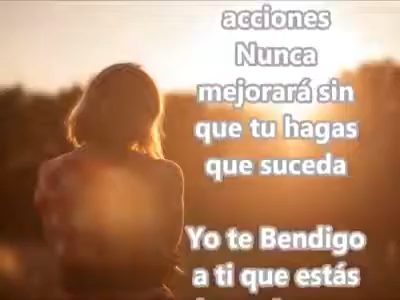 acciones
Nunca
mejorará sin
que tu hagas
que suceda
Yo te Bendigo
a ti que estás